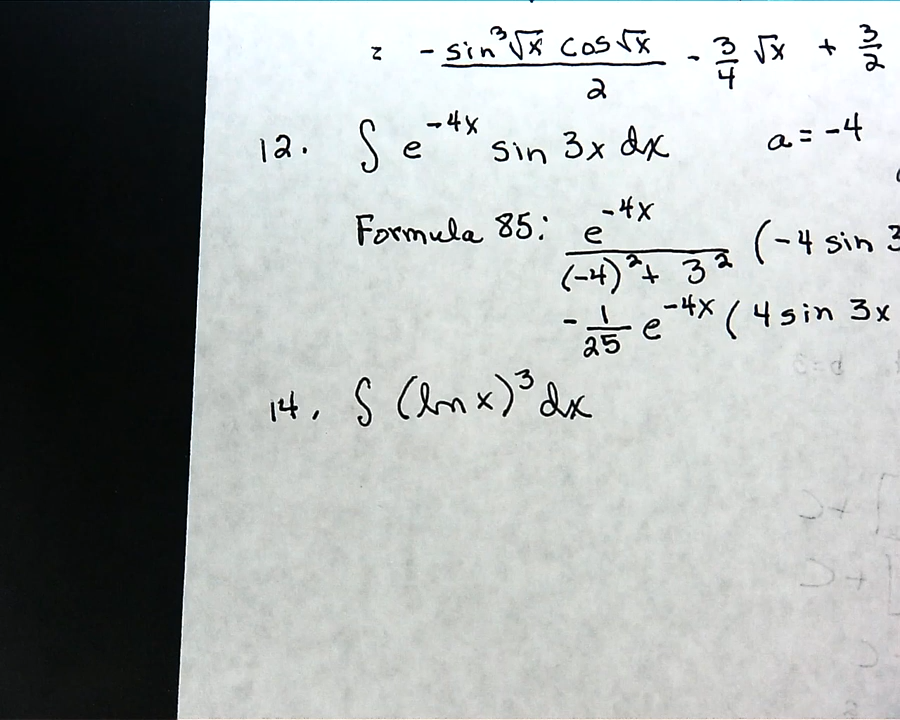 = - sin³√x cos√x / 2 - 3/4 √x + 3/2
12. ∫ e^{-4x} sin 3x dx a = -4
Formula 85: e^{-4x} / (-4)² + 3² (-4 sin 3
- 1/25 e^{-4x} (4 sin 3x
14. ∫ (ln x)³ dx